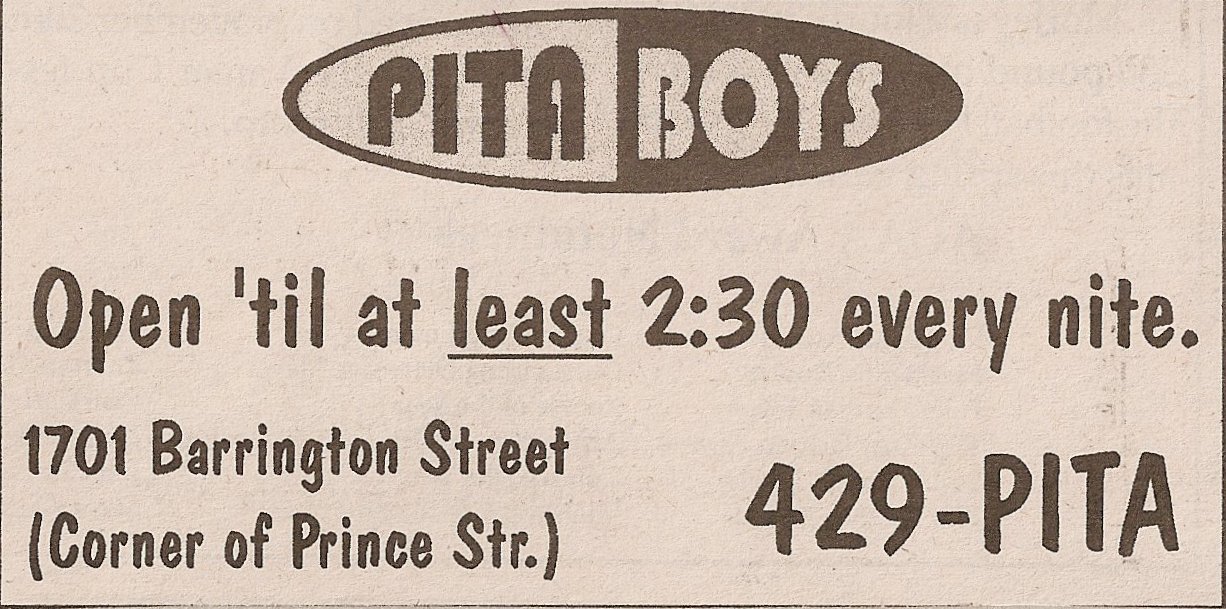 PITA BOYS
Open 'til at least 2:30 every nite.
1701 Barrington Street
(Corner of Prince Str.)
429-PITA